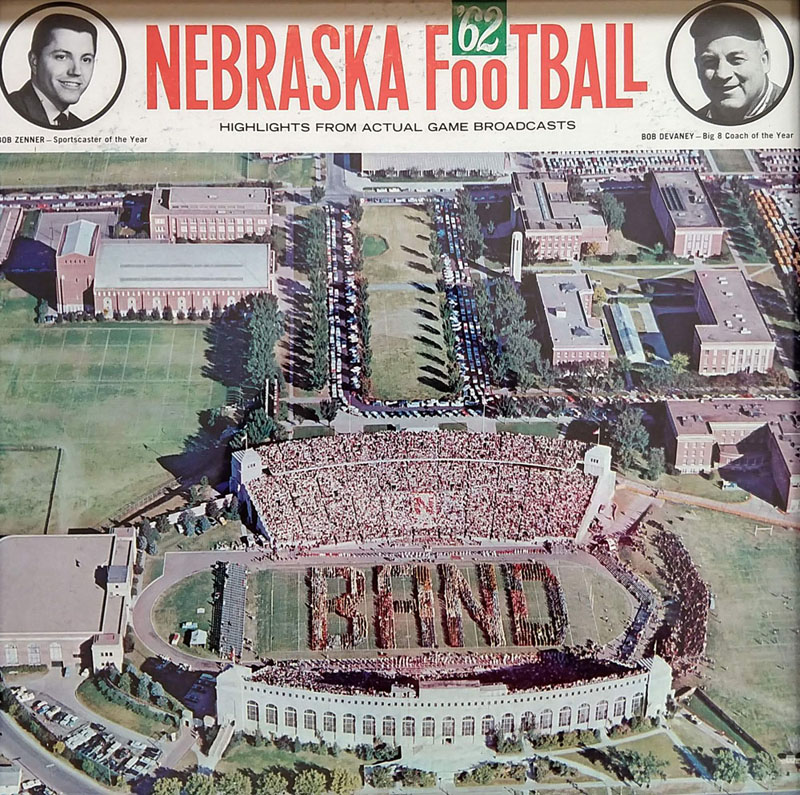 '62
NEBRASKA FOOTBALL
HIGHLIGHTS FROM ACTUAL GAME BROADCASTS
BOB ZENNER – Sportscaster of the Year
BOB DEVANEY – Big 8 Coach of the Year
N
BAND